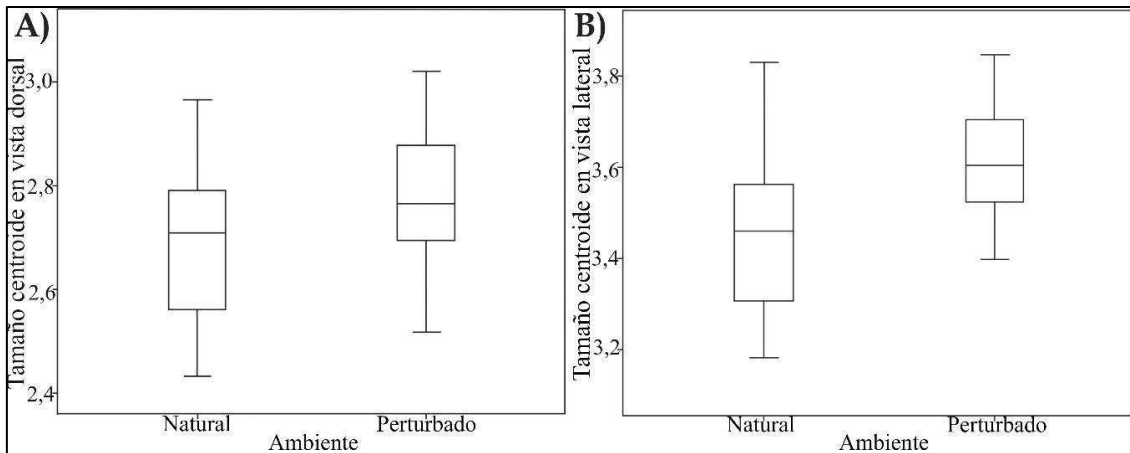 A)
Tamaño centroide en vista dorsal
3,0
2,8
2,6
2,4
Natural
Perturbado
Ambiente
B)
Tamaño centroide en vista lateral
3,8
3,6
3,4
3,2
Natural
Perturbado
Ambiente